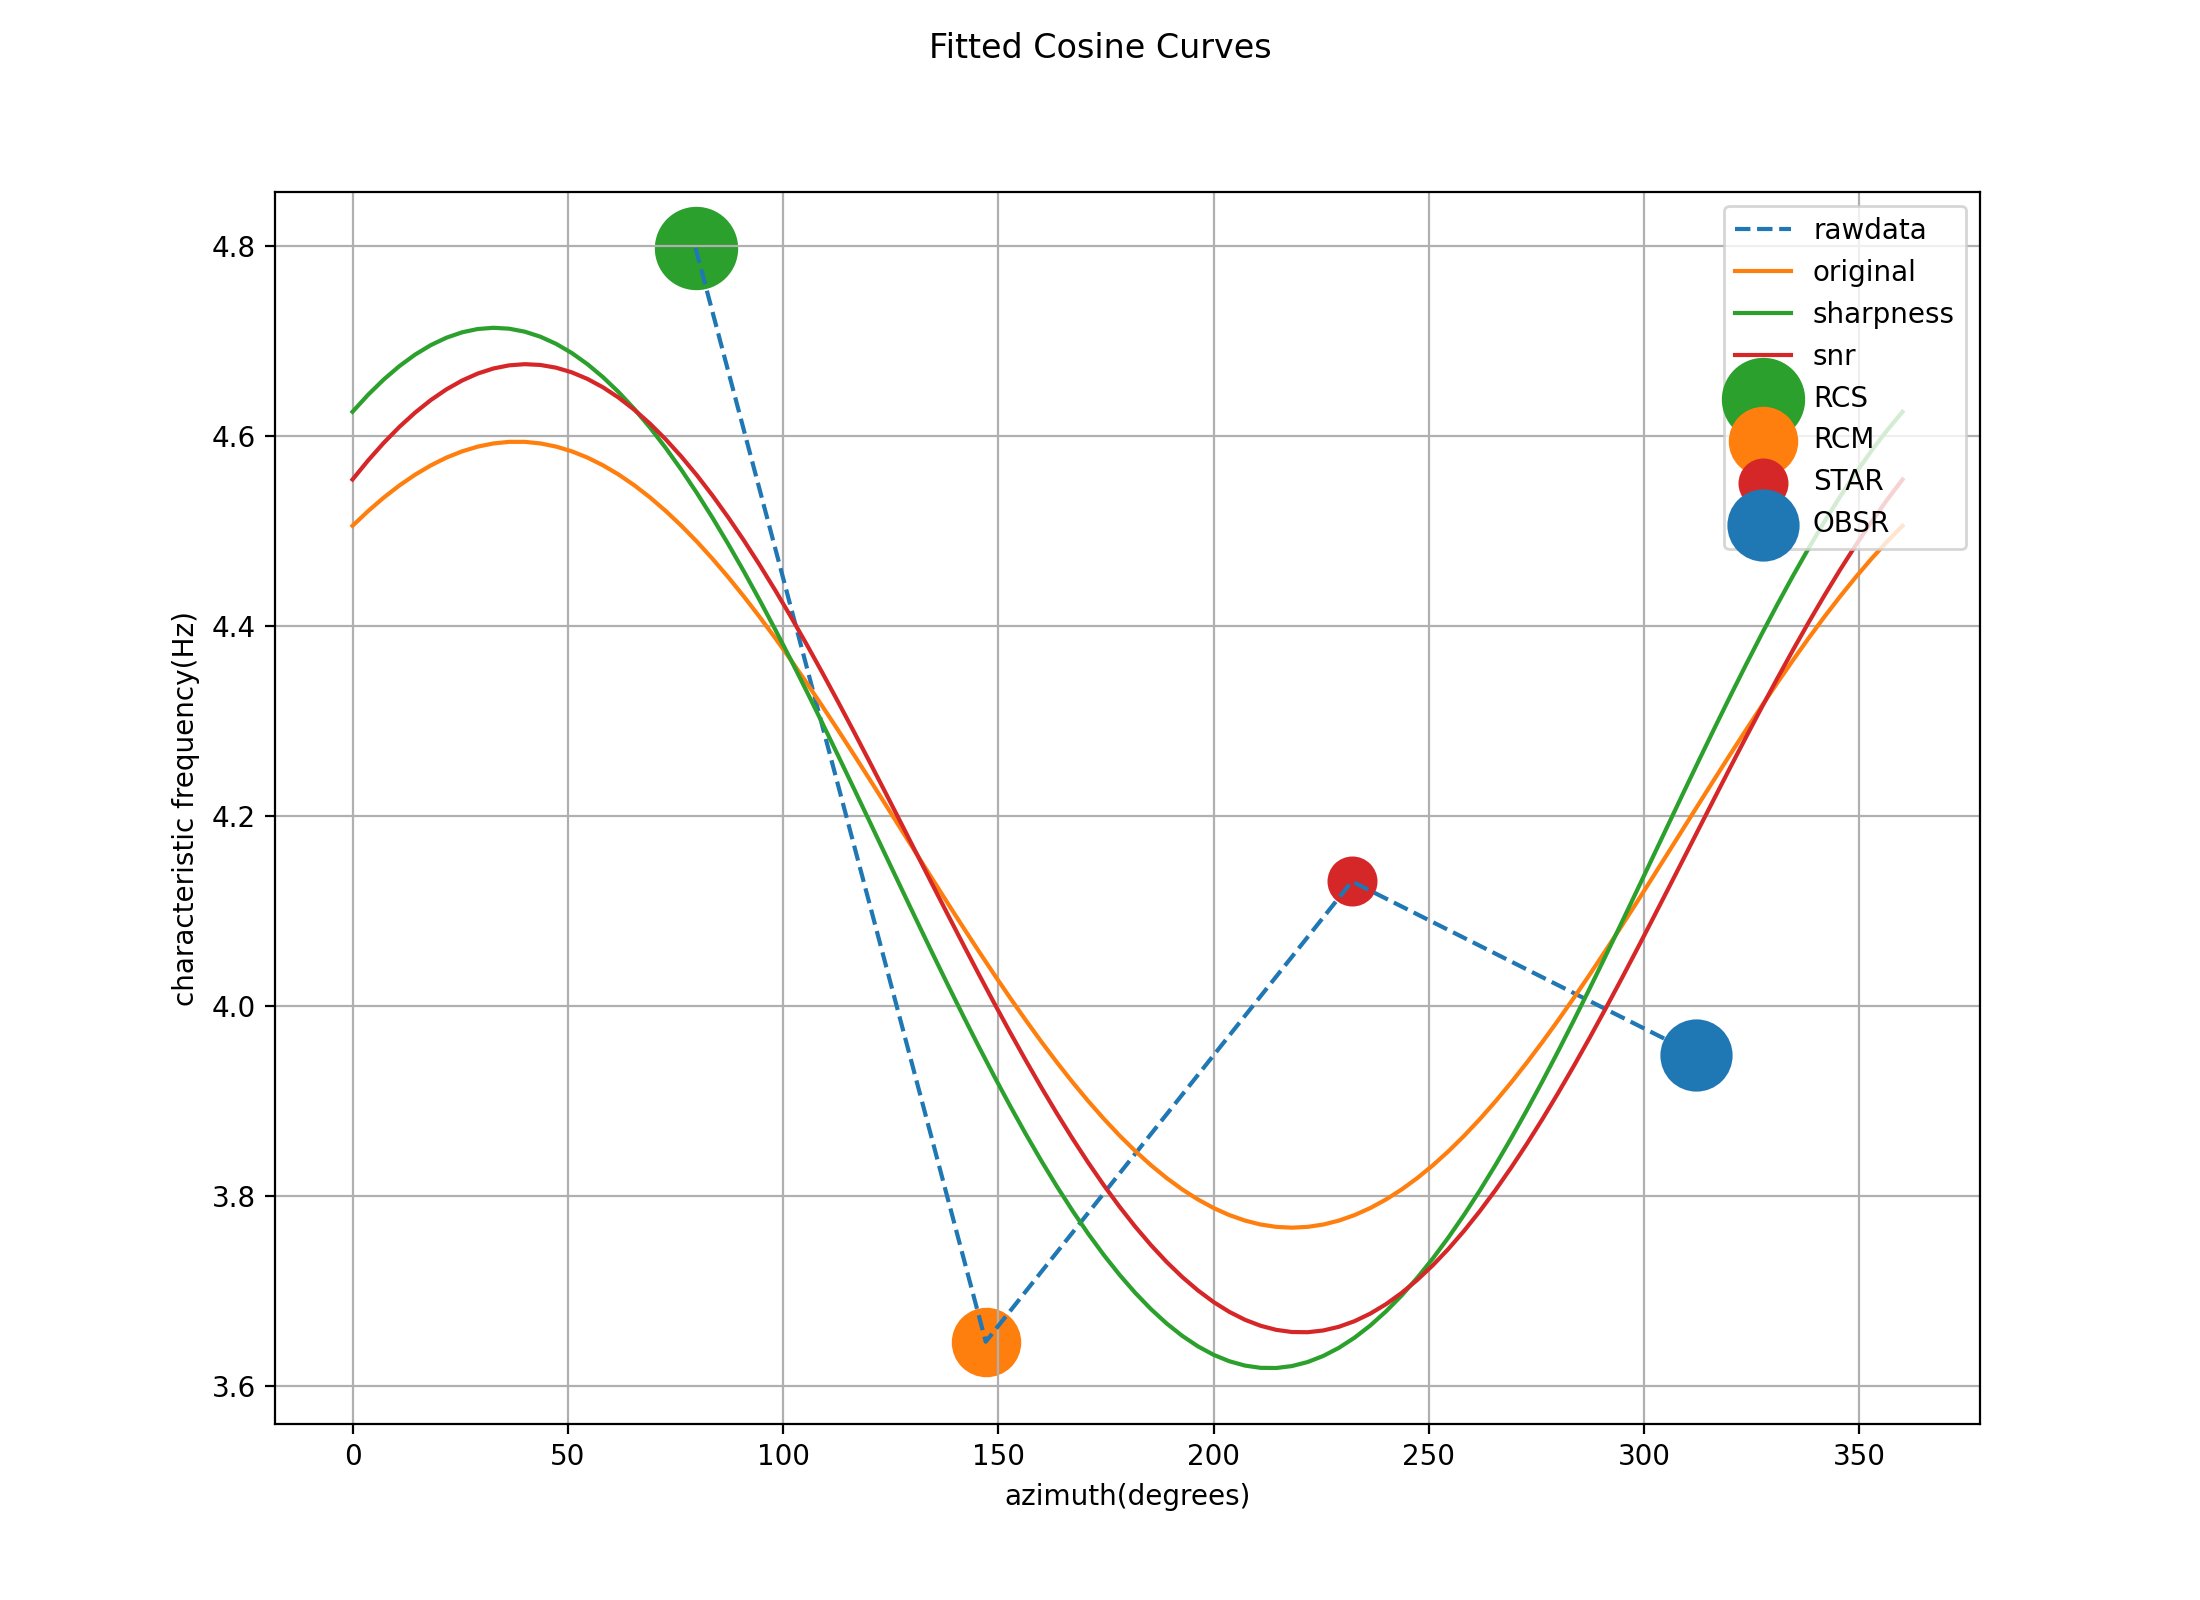 Fitted Cosine Curves
4.8
4.6
4.4
4.2
4.0
3.8
3.6
characteristic frequency(Hz)
0 50 100 150 200 250 300 350
azimuth(degrees)
rawdata
original
sharpness
snr
RCS
RCM
STAR
OBSR